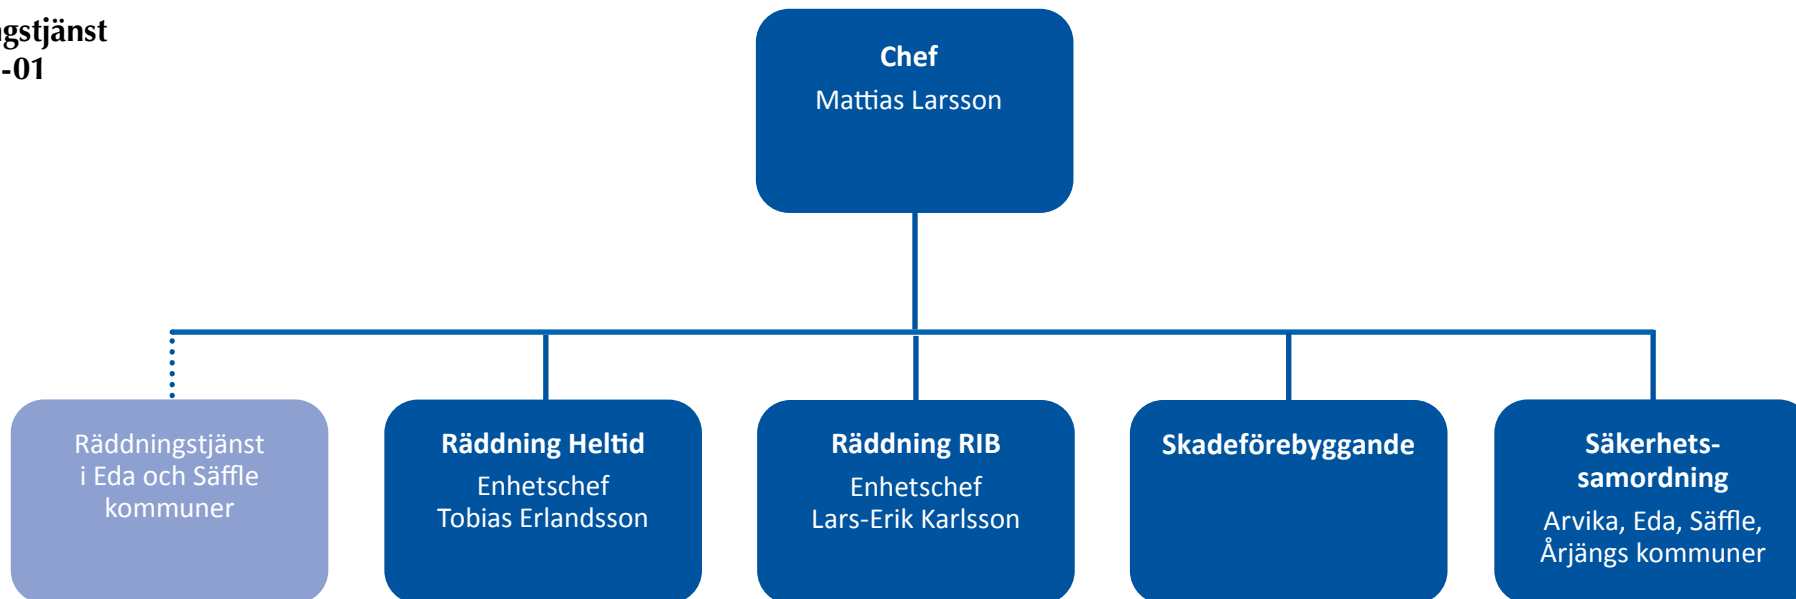 ngstjänst
-01
Chef
Mattias Larsson
Räddningstjänst
i Eda och Säffle
kommuner
Räddning Heltid
Enhetschef
Tobias Erlandsson
Räddning RIB
Enhetschef
Lars-Erik Karlsson
Skadeförebyggande
Säkerhets-
samordning
Arvika, Eda, Säffle,
Årjängs kommuner